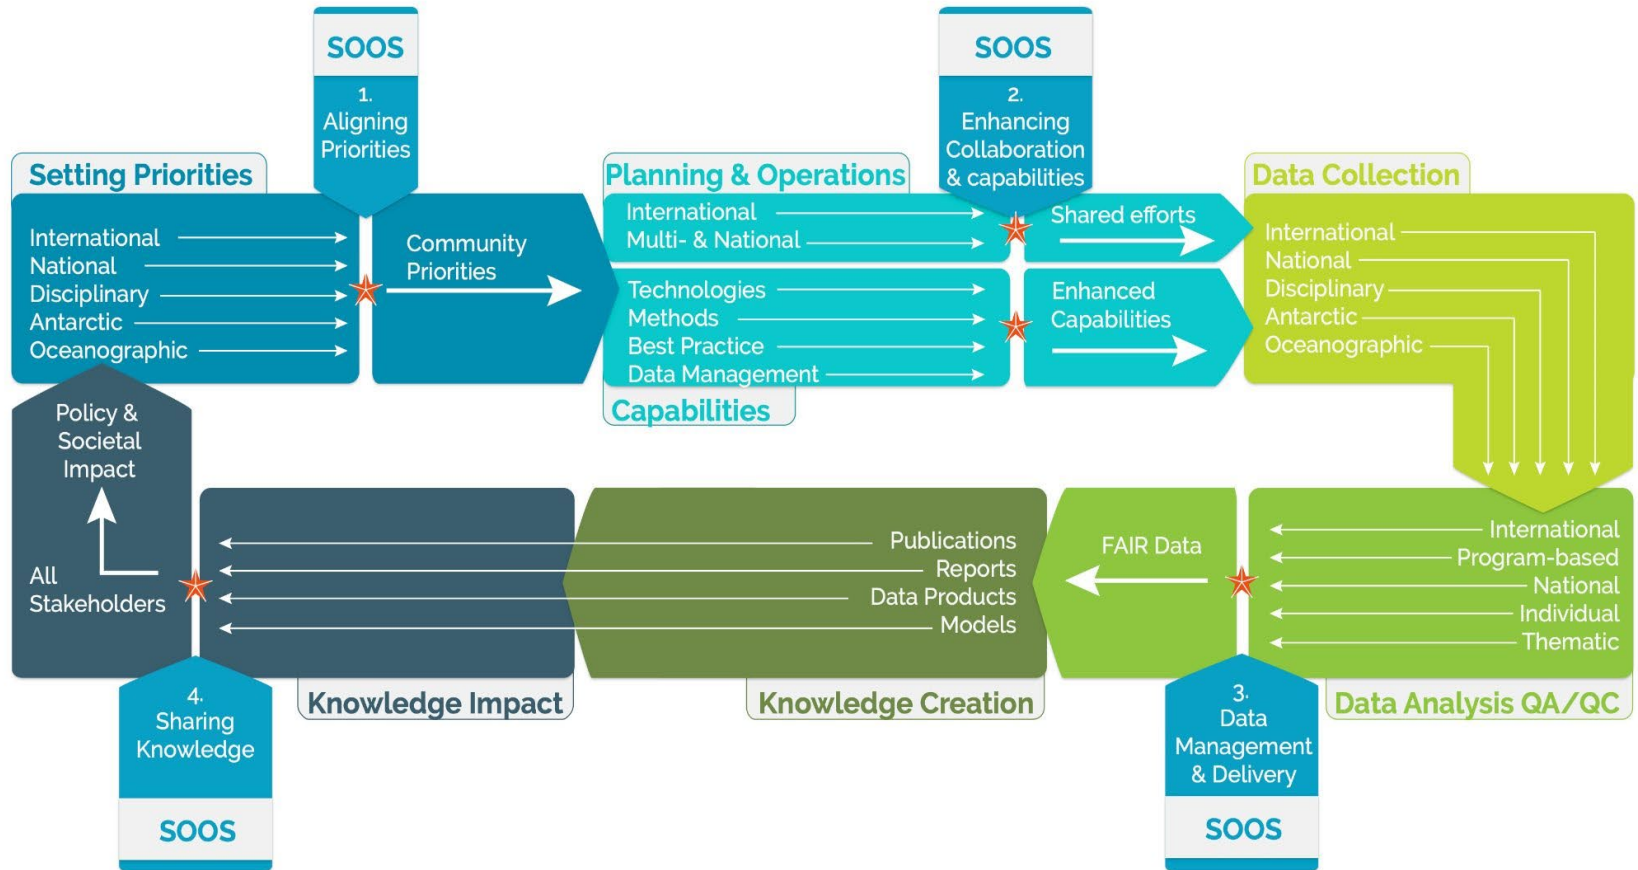 SOOS
1.
Aligning
Priorities
SOOS
2.
Enhancing
Collaboration
& capabilities
Setting Priorities
International
National
Disciplinary
Antarctic
Oceanographic
Community
Priorities
Planning & Operations
International
Multi- & National
Technologies
Methods
Best Practice
Data Management
Capabilities
Shared efforts
Enhanced
Capabilities
Data Collection
International
National
Disciplinary
Antarctic
Oceanographic
International
Program-based
National
Individual
Thematic
Data Analysis QA/QC
3.
Data
Management
& Delivery
SOOS
FAIR Data
Publications
Reports
Data Products
Models
Knowledge Creation
Knowledge Impact
4.
Sharing
Knowledge
SOOS
All
Stakeholders
Policy &
Societal
Impact